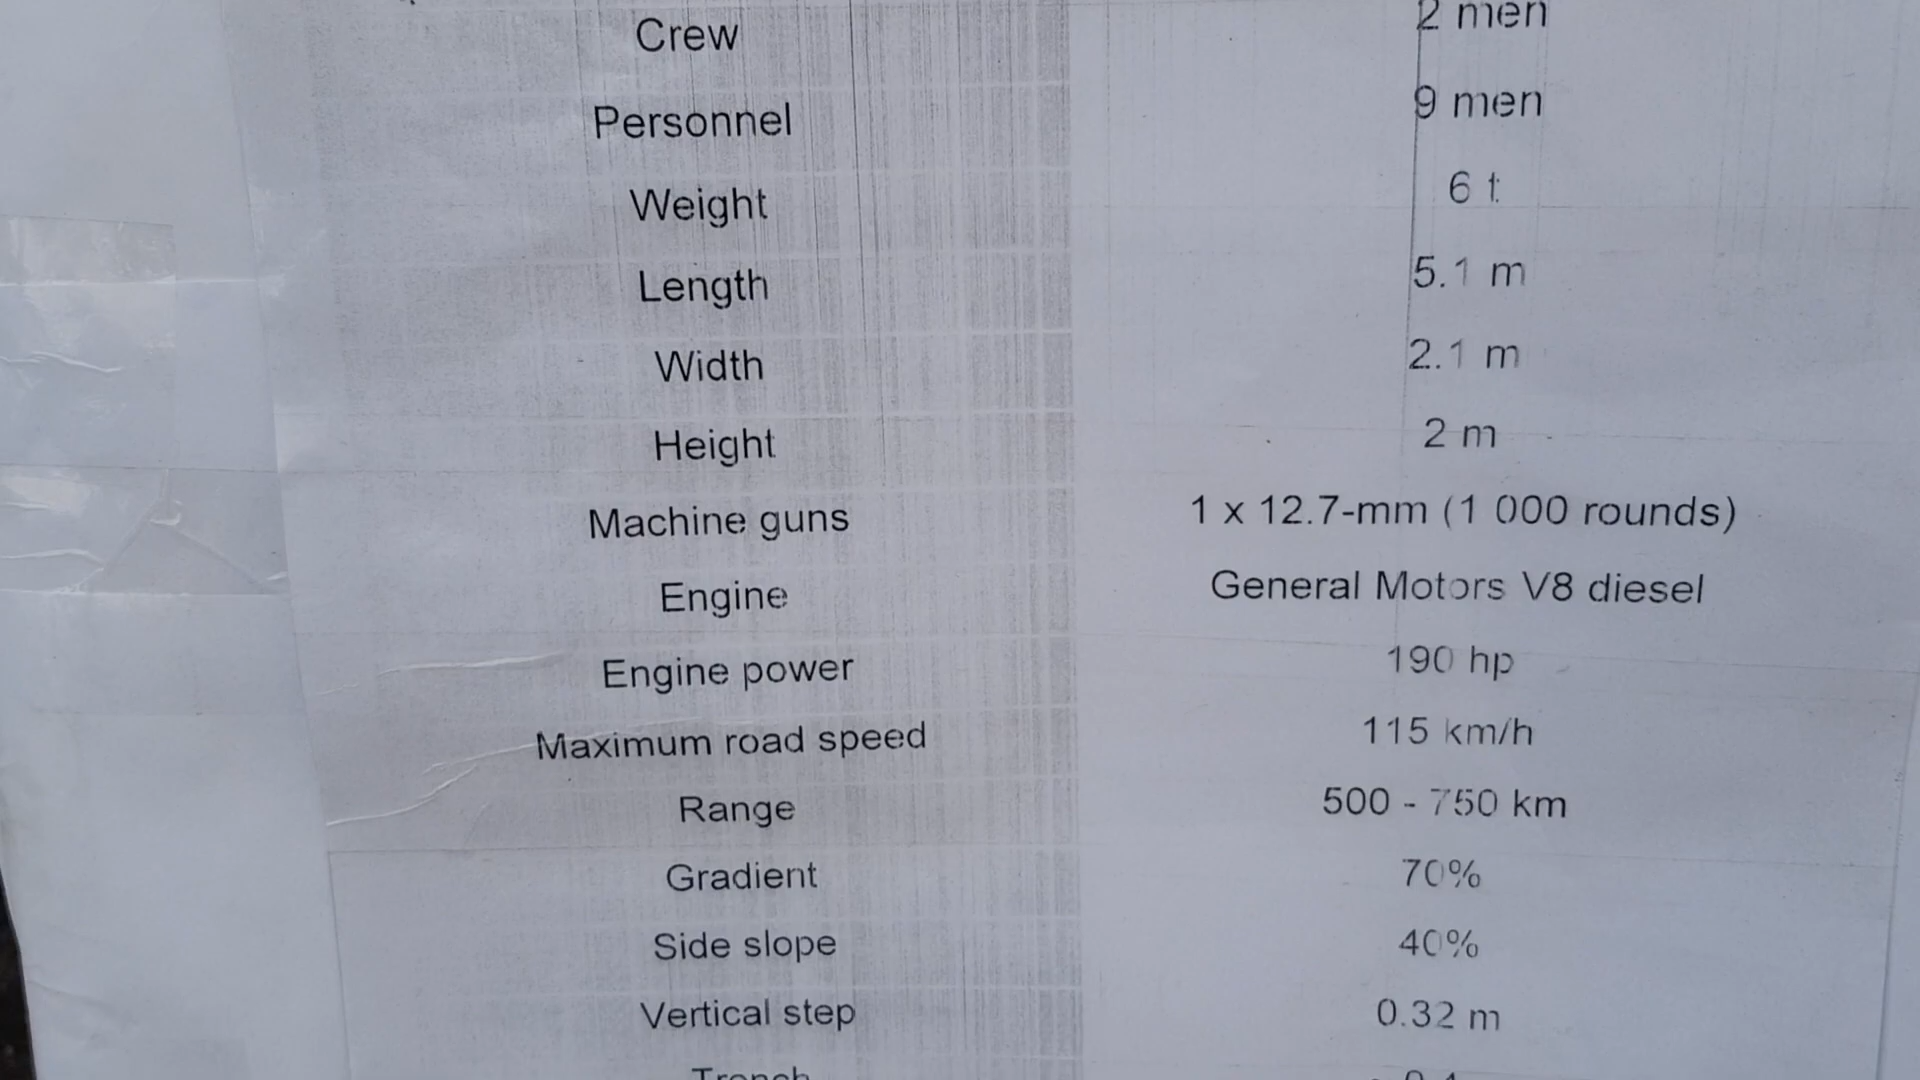 Crew 2 men
Personnel 9 men
Weight 6 t
Length 5.1 m
Width 2.1 m
Height 2 m
Machine guns 1 x 12.7-mm (1 000 rounds)
Engine General Motors V8 diesel
Engine power 190 hp
Maximum road speed 115 km/h
Range 500 - 750 km
Gradient 70%
Side slope 40%
Vertical step 0.32 m
Trench